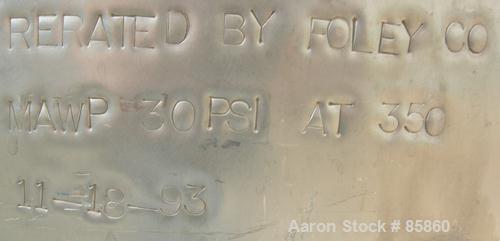 RERATED BY FOLEY CO
MAWP 30 PSI AT 350
11-18-93
Aaron Stock # 85860